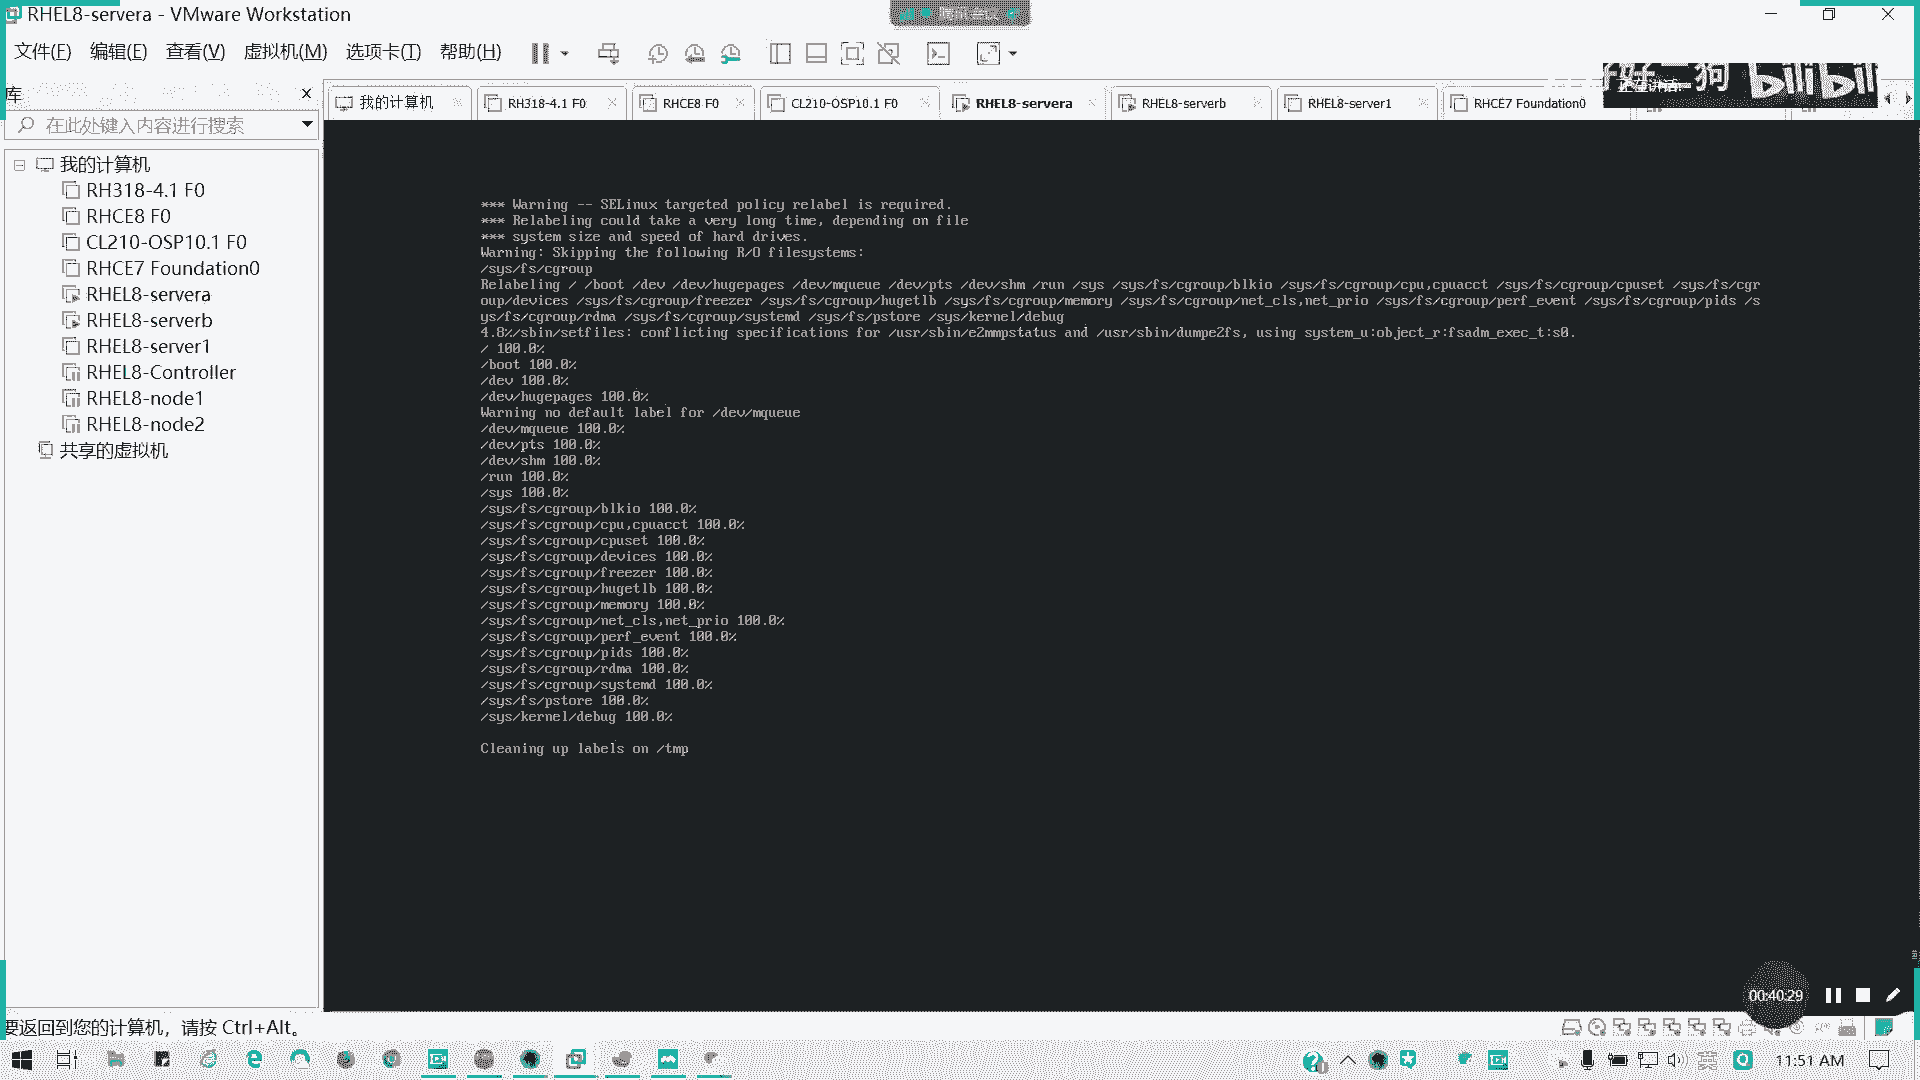 RHEL8-servera - VMware Workstation
文件(F) 编辑(E) 查看(V) 虚拟机(M) 选项卡(T) 帮助(H)
库
在此处键入内容进行搜索
我的计算机
RH318-4.1 F0
RHCE8 F0
CL210-OSP10.1 F0
RHCE7 Foundation0
RHEL8-servera
RHEL8-serverb
RHEL8-server1
RHEL8-Controller
RHEL8-node1
RHEL8-node2
共享的虚拟机
我的计算机 RH318-4.1 F0 RHCE8 F0 CL210-OSP10.1 F0 RHEL8-servera RHEL8-serverb RHEL8-server1 RHCE7 Foundation0
狗 bilibili
*** Warning -- SELinux targeted policy relabel is required.
*** Relabeling could take a very long time, depending on file
*** system size and speed of hard drives.
Warning: Skipping the following R/O filesystems:
/sys/fs/cgroup
Relabeling / /boot /dev /dev/hugepages /dev/mqueue /dev/pts /dev/shm /run /sys /sys/fs/cgroup/blkio /sys/fs/cgroup/cpu,cpuacct /sys/fs/cgroup/cpuset /sys/fs/cgr
oup/devices /sys/fs/cgroup/freezer /sys/fs/cgroup/hugetlb /sys/fs/cgroup/memory /sys/fs/cgroup/net_cls,net_prio /sys/fs/cgroup/perf_event /sys/fs/cgroup/pids /s
ys/fs/cgroup/rdma /sys/fs/cgroup/systemd /sys/fs/pstore /sys/kernel/debug
4.8%/sbin/setfiles: conflicting specifications for /usr/sbin/e2mmpstatus and /usr/sbin/dumpe2fs, using system_u:object_r:fsadm_exec_t:s0.
/ 100.0%
/boot 100.0%
/dev 100.0%
/dev/hugepages 100.0%
Warning no default label for /dev/mqueue
/dev/mqueue 100.0%
/dev/pts 100.0%
/dev/shm 100.0%
/run 100.0%
/sys 100.0%
/sys/fs/cgroup/blkio 100.0%
/sys/fs/cgroup/cpu,cpuacct 100.0%
/sys/fs/cgroup/cpuset 100.0%
/sys/fs/cgroup/devices 100.0%
/sys/fs/cgroup/freezer 100.0%
/sys/fs/cgroup/hugetlb 100.0%
/sys/fs/cgroup/memory 100.0%
/sys/fs/cgroup/net_cls,net_prio 100.0%
/sys/fs/cgroup/perf_event 100.0%
/sys/fs/cgroup/pids 100.0%
/sys/fs/cgroup/rdma 100.0%
/sys/fs/cgroup/systemd 100.0%
/sys/fs/pstore 100.0%
/sys/kernel/debug 100.0%
Cleaning up labels on /tmp
00:40:29
要返回到您的计算机，请按 Ctrl+Alt。
11:51 AM